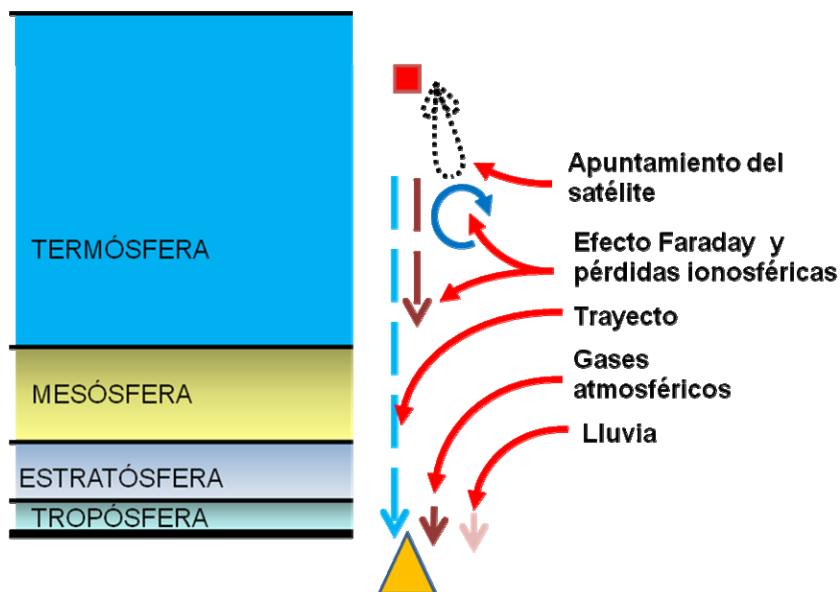 TERMÓSFERA
MESÓSFERA
ESTRATÓSFERA
TROPÓSFERA
Apuntamiento del
satélite
Efecto Faraday y
pérdidas ionosféricas
Trayecto
Gases
atmosféricos
Lluvia